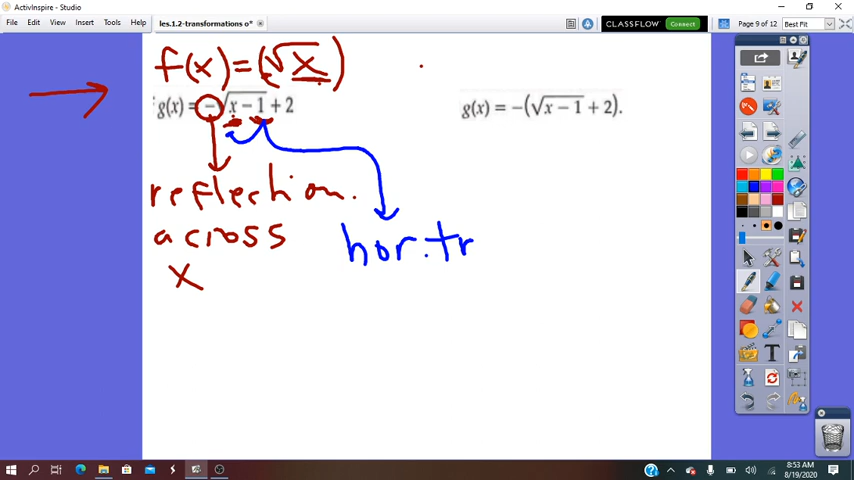 ActivInspire - Studio
File Edit View Insert Tools Help
les.1.2-transformations o*
CLASSFLOW Connect
Page 9 of 12
Best Fit
f(x)=(√x)
g(x) = −√x − 1 + 2
g(x) = −(√x − 1 + 2).
reflection.
across
x
hor.tr
8:53 AM
8/19/2020